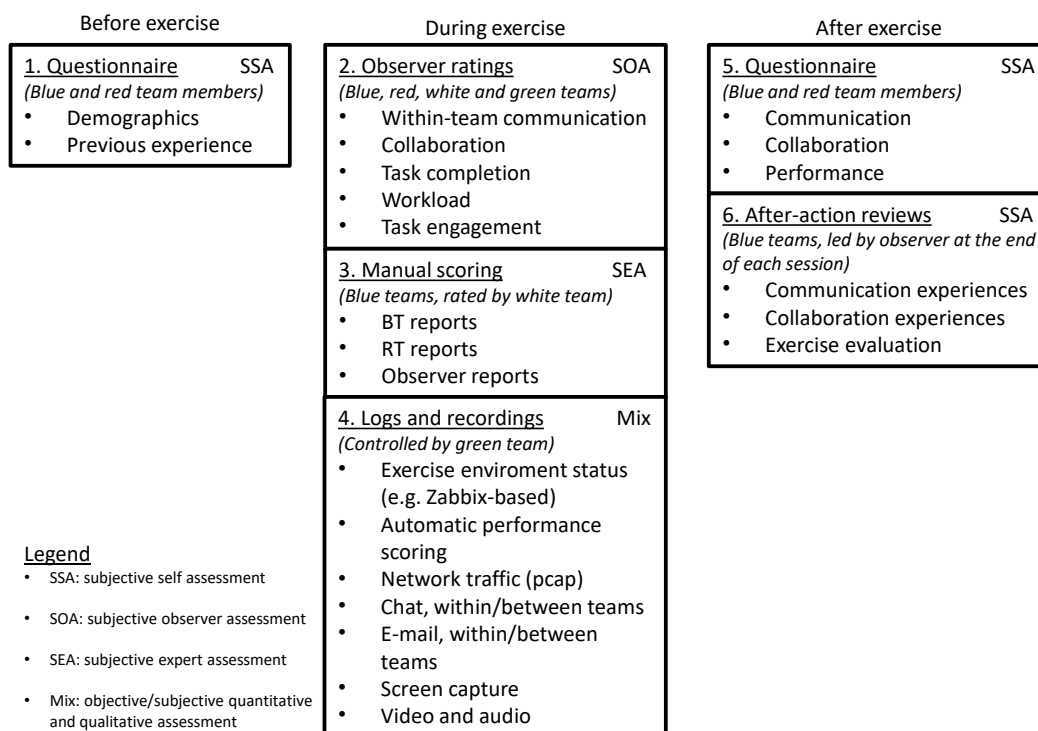 Before exercise
1. Questionnaire SSA
(Blue and red team members)
• Demographics
• Previous experience
During exercise
2. Observer ratings SOA
(Blue, red, white and green teams)
• Within-team communication
• Collaboration
• Task completion
• Workload
• Task engagement
3. Manual scoring SEA
(Blue teams, rated by white team)
• BT reports
• RT reports
• Observer reports
4. Logs and recordings Mix
(Controlled by green team)
• Exercise enviroment status
(e.g. Zabbix-based)
• Automatic performance
scoring
• Network traffic (pcap)
• Chat, within/between teams
• E-mail, within/between
teams
• Screen capture
• Video and audio
After exercise
5. Questionnaire SSA
(Blue and red team members)
• Communication
• Collaboration
• Performance
6. After-action reviews SSA
(Blue teams, led by observer at the end
of each session)
• Communication experiences
• Collaboration experiences
• Exercise evaluation
Legend
• SSA: subjective self assessment
• SOA: subjective observer assessment
• SEA: subjective expert assessment
• Mix: objective/subjective quantitative
and qualitative assessment